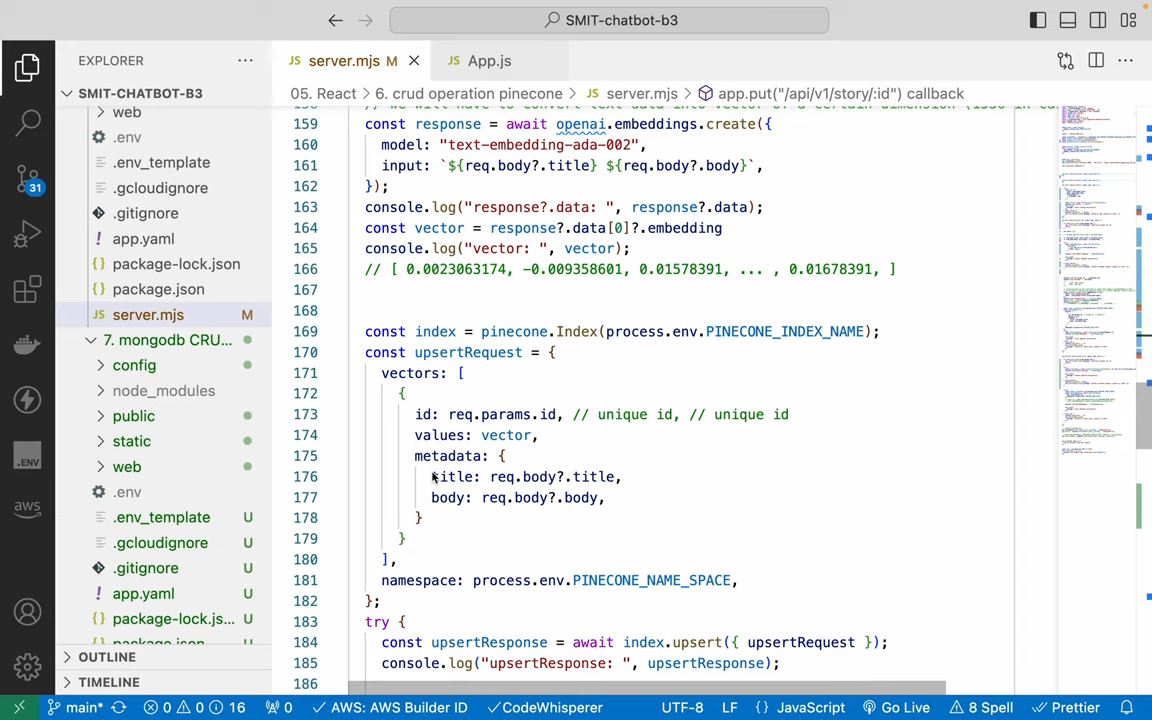 SMIT-chatbot-b3
EXPLORER
JS server.mjs M
JS App.js
SMIT-CHATBOT-B3
05. React > 6. crud operation pinecone > JS server.mjs > app.put("/api/v1/story/:id") callback
web
.env
.env_template
.gcloudignore
.gitignore
! app.yaml
{} package-lock.json
{} package.json
JS server.mjs M
7. mongodb CRU...
config
node_modules
public
static
web
.env
.env_template U
.gcloudignore U
.gitignore U
! app.yaml U
{} package-lock.js... U
OUTLINE
TIMELINE
31
.ENV
aws
159 const response = await openai.embeddings.create({
160 model: "text-embedding-ada-002",
161 input: `${req.body?.title} ${req.body?.body}`,
162 });
163 console.log("response?.data: ", response?.data);
164 const vector = response?.data[0]?.embedding
165 console.log("vector: ", vector);
166 // [ 0.0023063174, -0.009358601, 0.01578391, ... , 0.01678391, ]
167
168
169 const index = pinecone.Index(process.env.PINECONE_INDEX_NAME);
170 const upsertRequest = {
171 vectors: [
172 {
173 id: req.params.id, // unique id, // unique id
174 values: vector,
175 metadata: {
176 title: req.body?.title,
177 body: req.body?.body,
178 }
179 }
180 ],
181 namespace: process.env.PINECONE_NAME_SPACE,
182 };
183 try {
184 const upsertResponse = await index.upsert({ upsertRequest });
185 console.log("upsertResponse: ", upsertResponse);
186
main* 0 0 16 0 AWS: AWS Builder ID CodeWhisperer UTF-8 LF {} JavaScript Go Live 8 Spell Prettier